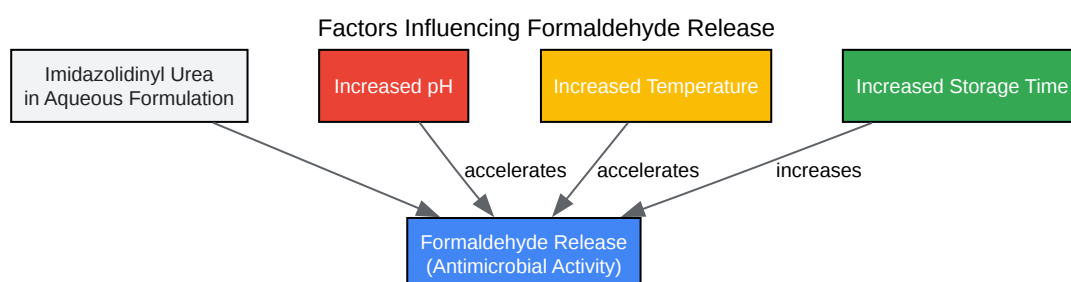 Factors Influencing Formaldehyde Release
Imidazolidinyl Urea
in Aqueous Formulation
Increased pH
Increased Temperature
Increased Storage Time
accelerates
accelerates
increases
Formaldehyde Release
(Antimicrobial Activity)